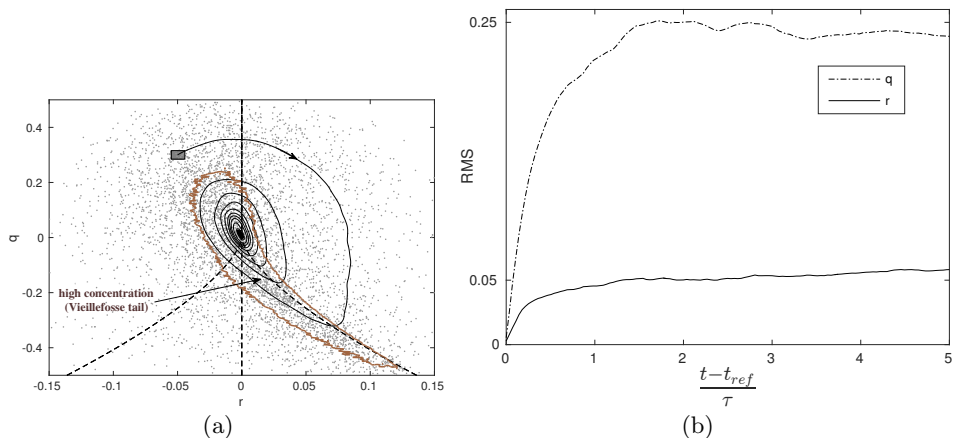 0.4
0.2
0
-0.2
-0.4
q
high concentration
(Vieillefosse tail)
-0.15
-0.1
-0.05
0
0.05
0.1
0.15
r
(a)
0.25
0.05
0
RMS
q
r
0
1
2
3
4
5
t−t_ref
τ
(b)